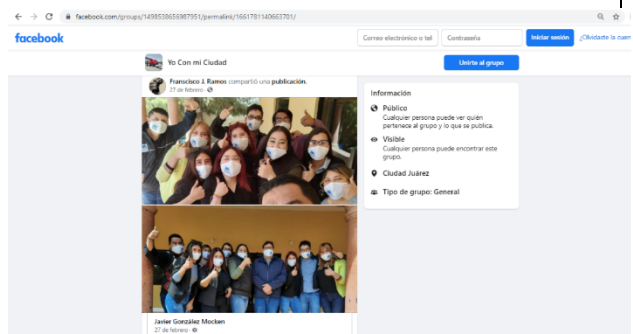 facebook.com/groups/1498538656987951/permalink/1661781140663701/
facebook
Correo electrónico o tel
Contraseña
Iniciar sesión
¿Olvidaste la cuen
Yo Con mi Ciudad
Unirte al grupo
Franscisco J. Ramos compartió una publicación.
27 de febrero ·
Información
Público
Cualquier persona puede ver quién
pertenece al grupo y lo que se publica.
Visible
Cualquier persona puede encontrar este
grupo.
Ciudad Juárez
Tipo de grupo: General
Javier González Mocken
27 de febrero ·